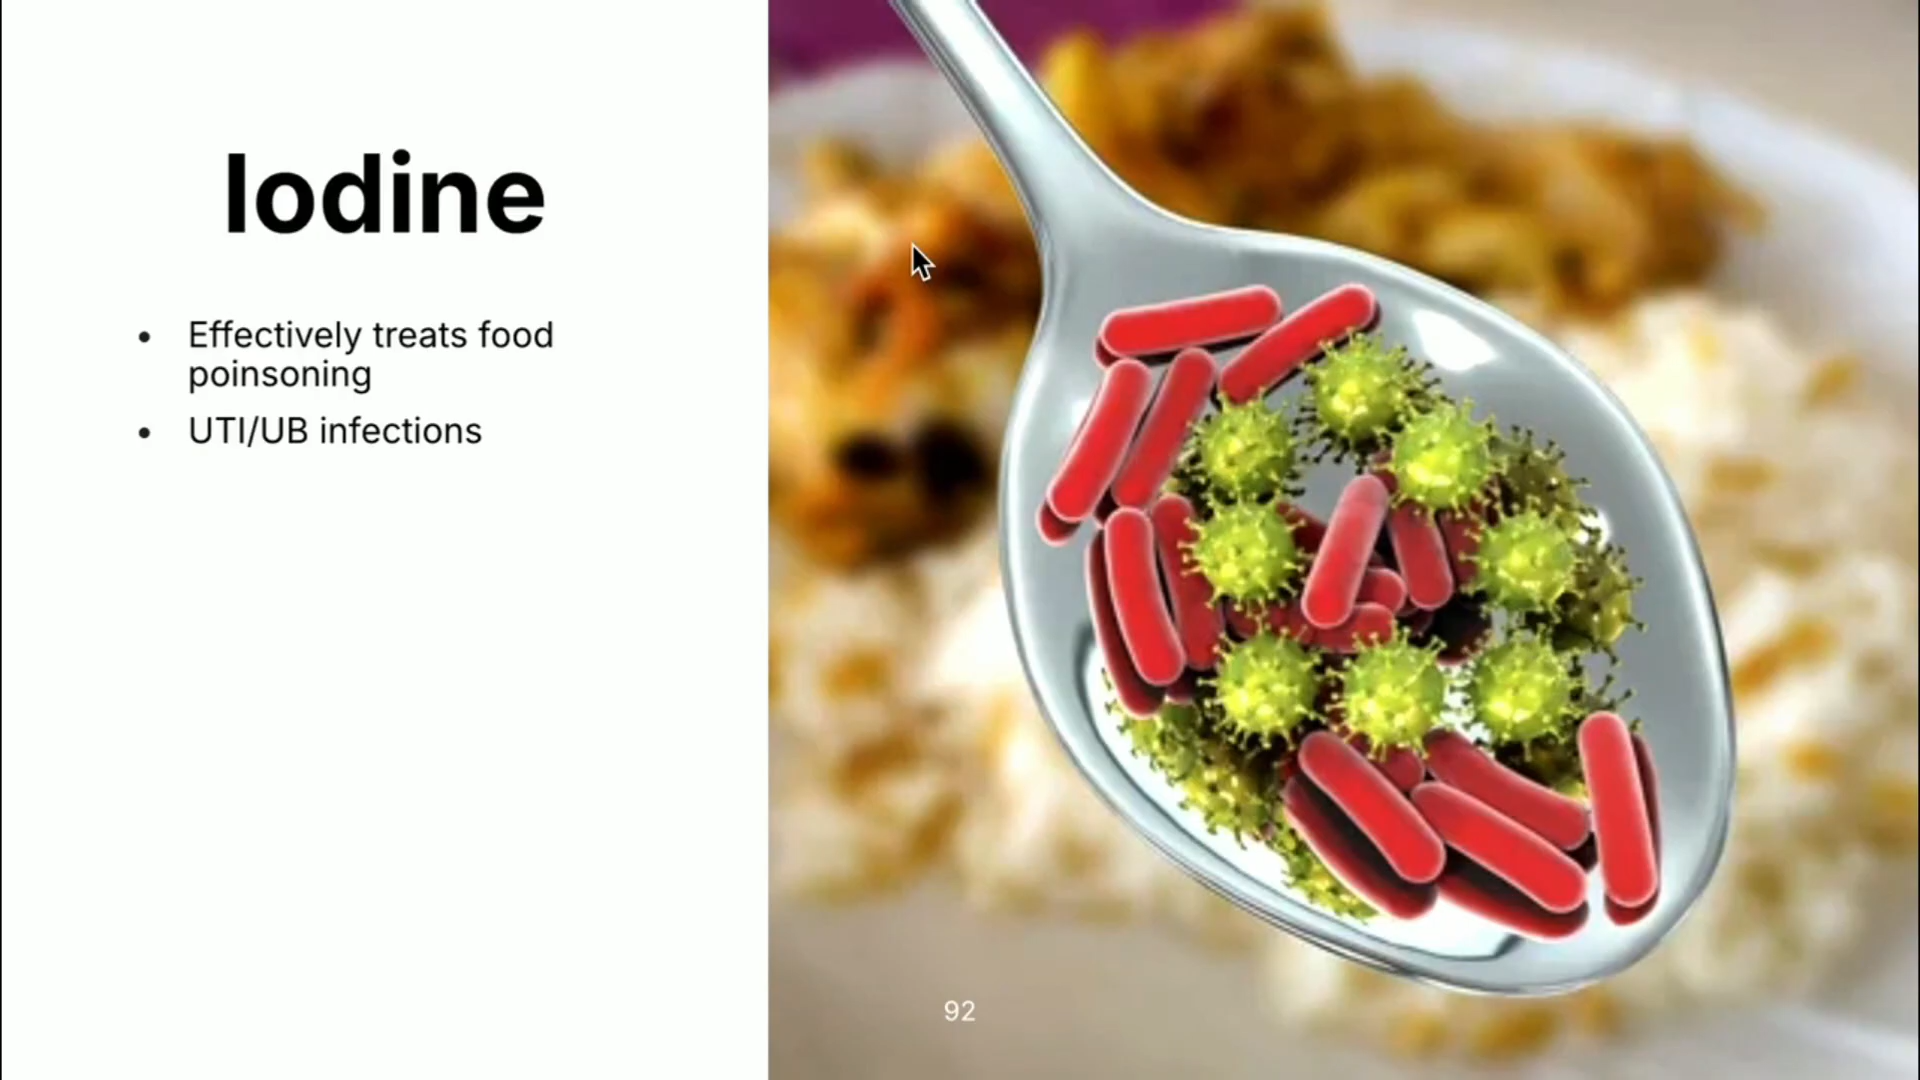 Iodine
• Effectively treats food
poinsoning
• UTI/UB infections
92